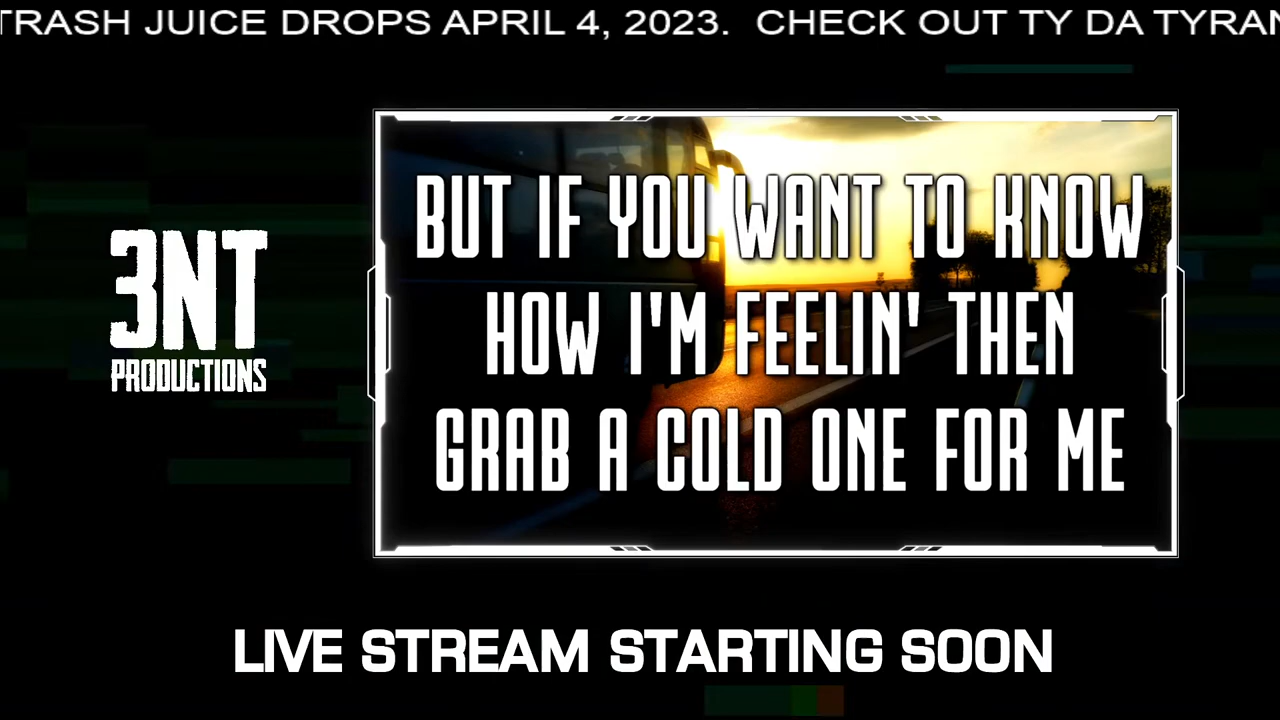 TRASH JUICE DROPS APRIL 4, 2023. CHECK OUT TY DA TYRAN
BUT IF YOU WANT TO KNOW
HOW I'M FEELIN' THEN
GRAB A COLD ONE FOR ME
3NT
PRODUCTIONS
LIVE STREAM STARTING SOON